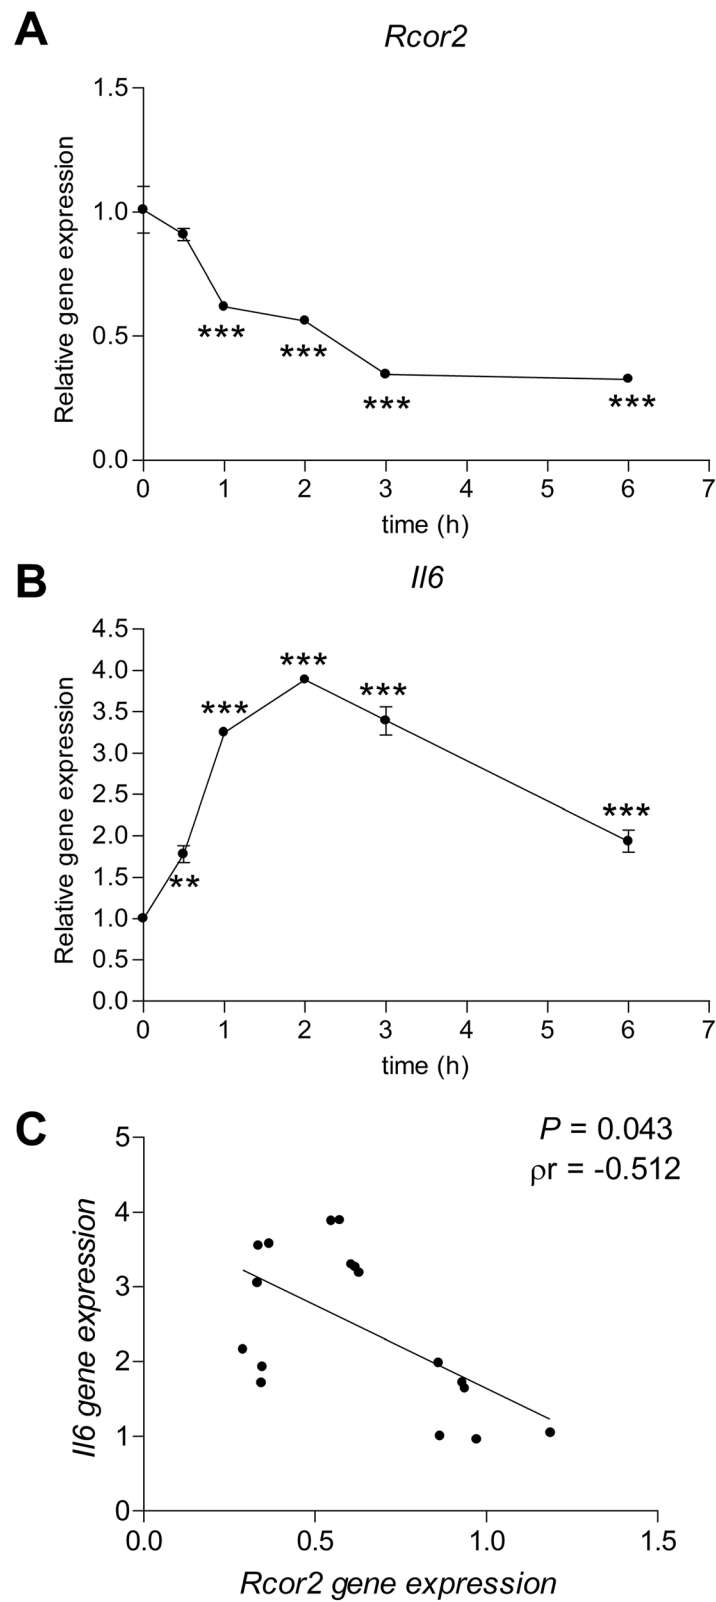 A
Rcor2
Relative gene expression
1.5
1.0
0.5
0.0
***
***
***
***
0 1 2 3 4 5 6 7
time (h)
B
Il6
Relative gene expression
4.5
4.0
3.5
3.0
2.5
2.0
1.5
1.0
0.5
0.0
***
***
***
***
**
0 1 2 3 4 5 6 7
time (h)
C
P = 0.043
ρr = -0.512
Il6 gene expression
5
4
3
2
1
0
0.0 0.5 1.0 1.5
Rcor2 gene expression